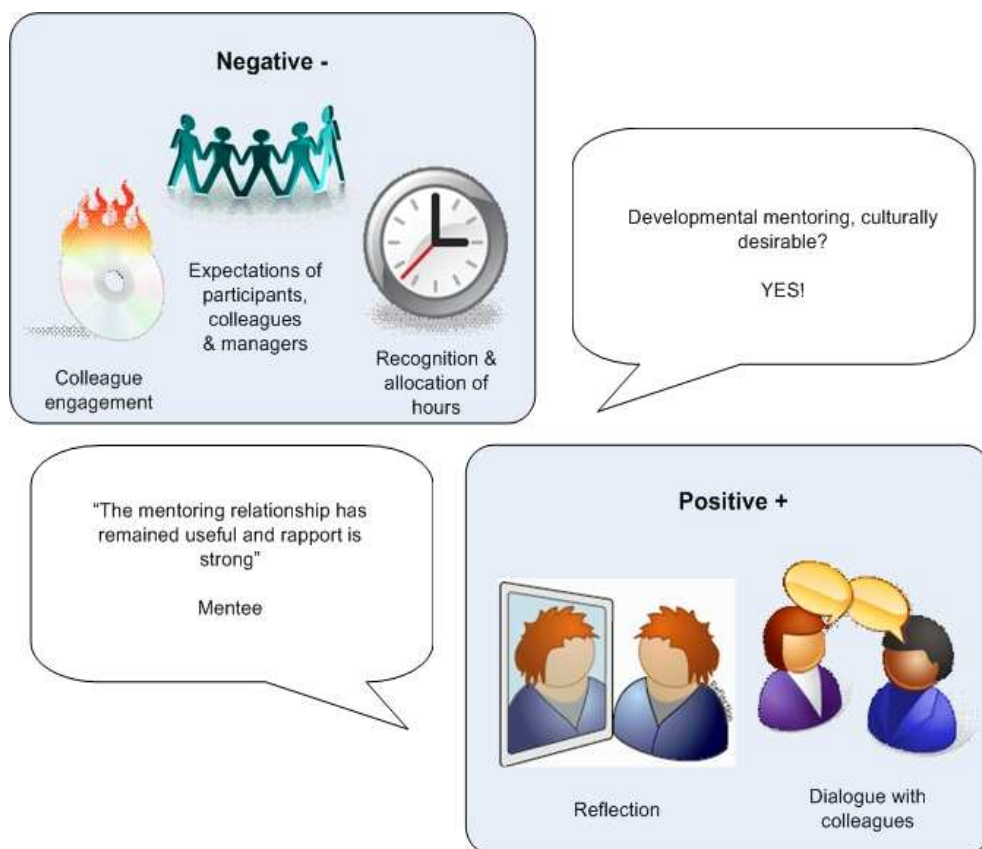 Negative -
Expectations of
participants,
colleagues
& managers
Colleague
engagement
Recognition &
allocation of
hours
Developmental mentoring, culturally
desirable?
YES!
“The mentoring relationship has
remained useful and rapport is
strong”
Mentee
Positive +
Reflection
Reflection
Dialogue with
colleagues